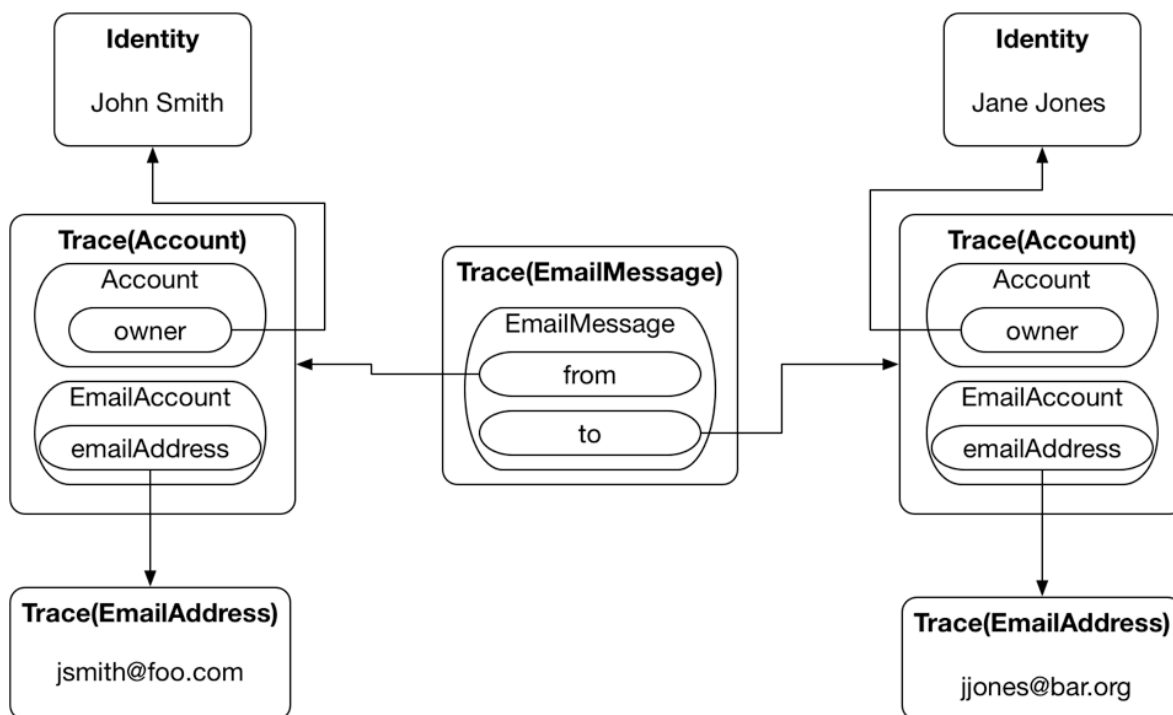 Identity
John Smith
Identity
Jane Jones
Trace(Account)
Account
owner
EmailAccount
emailAddress
Trace(EmailMessage)
EmailMessage
from
to
Trace(Account)
Account
owner
EmailAccount
emailAddress
Trace(EmailAddress)
jsmith@foo.com
Trace(EmailAddress)
jjones@bar.org